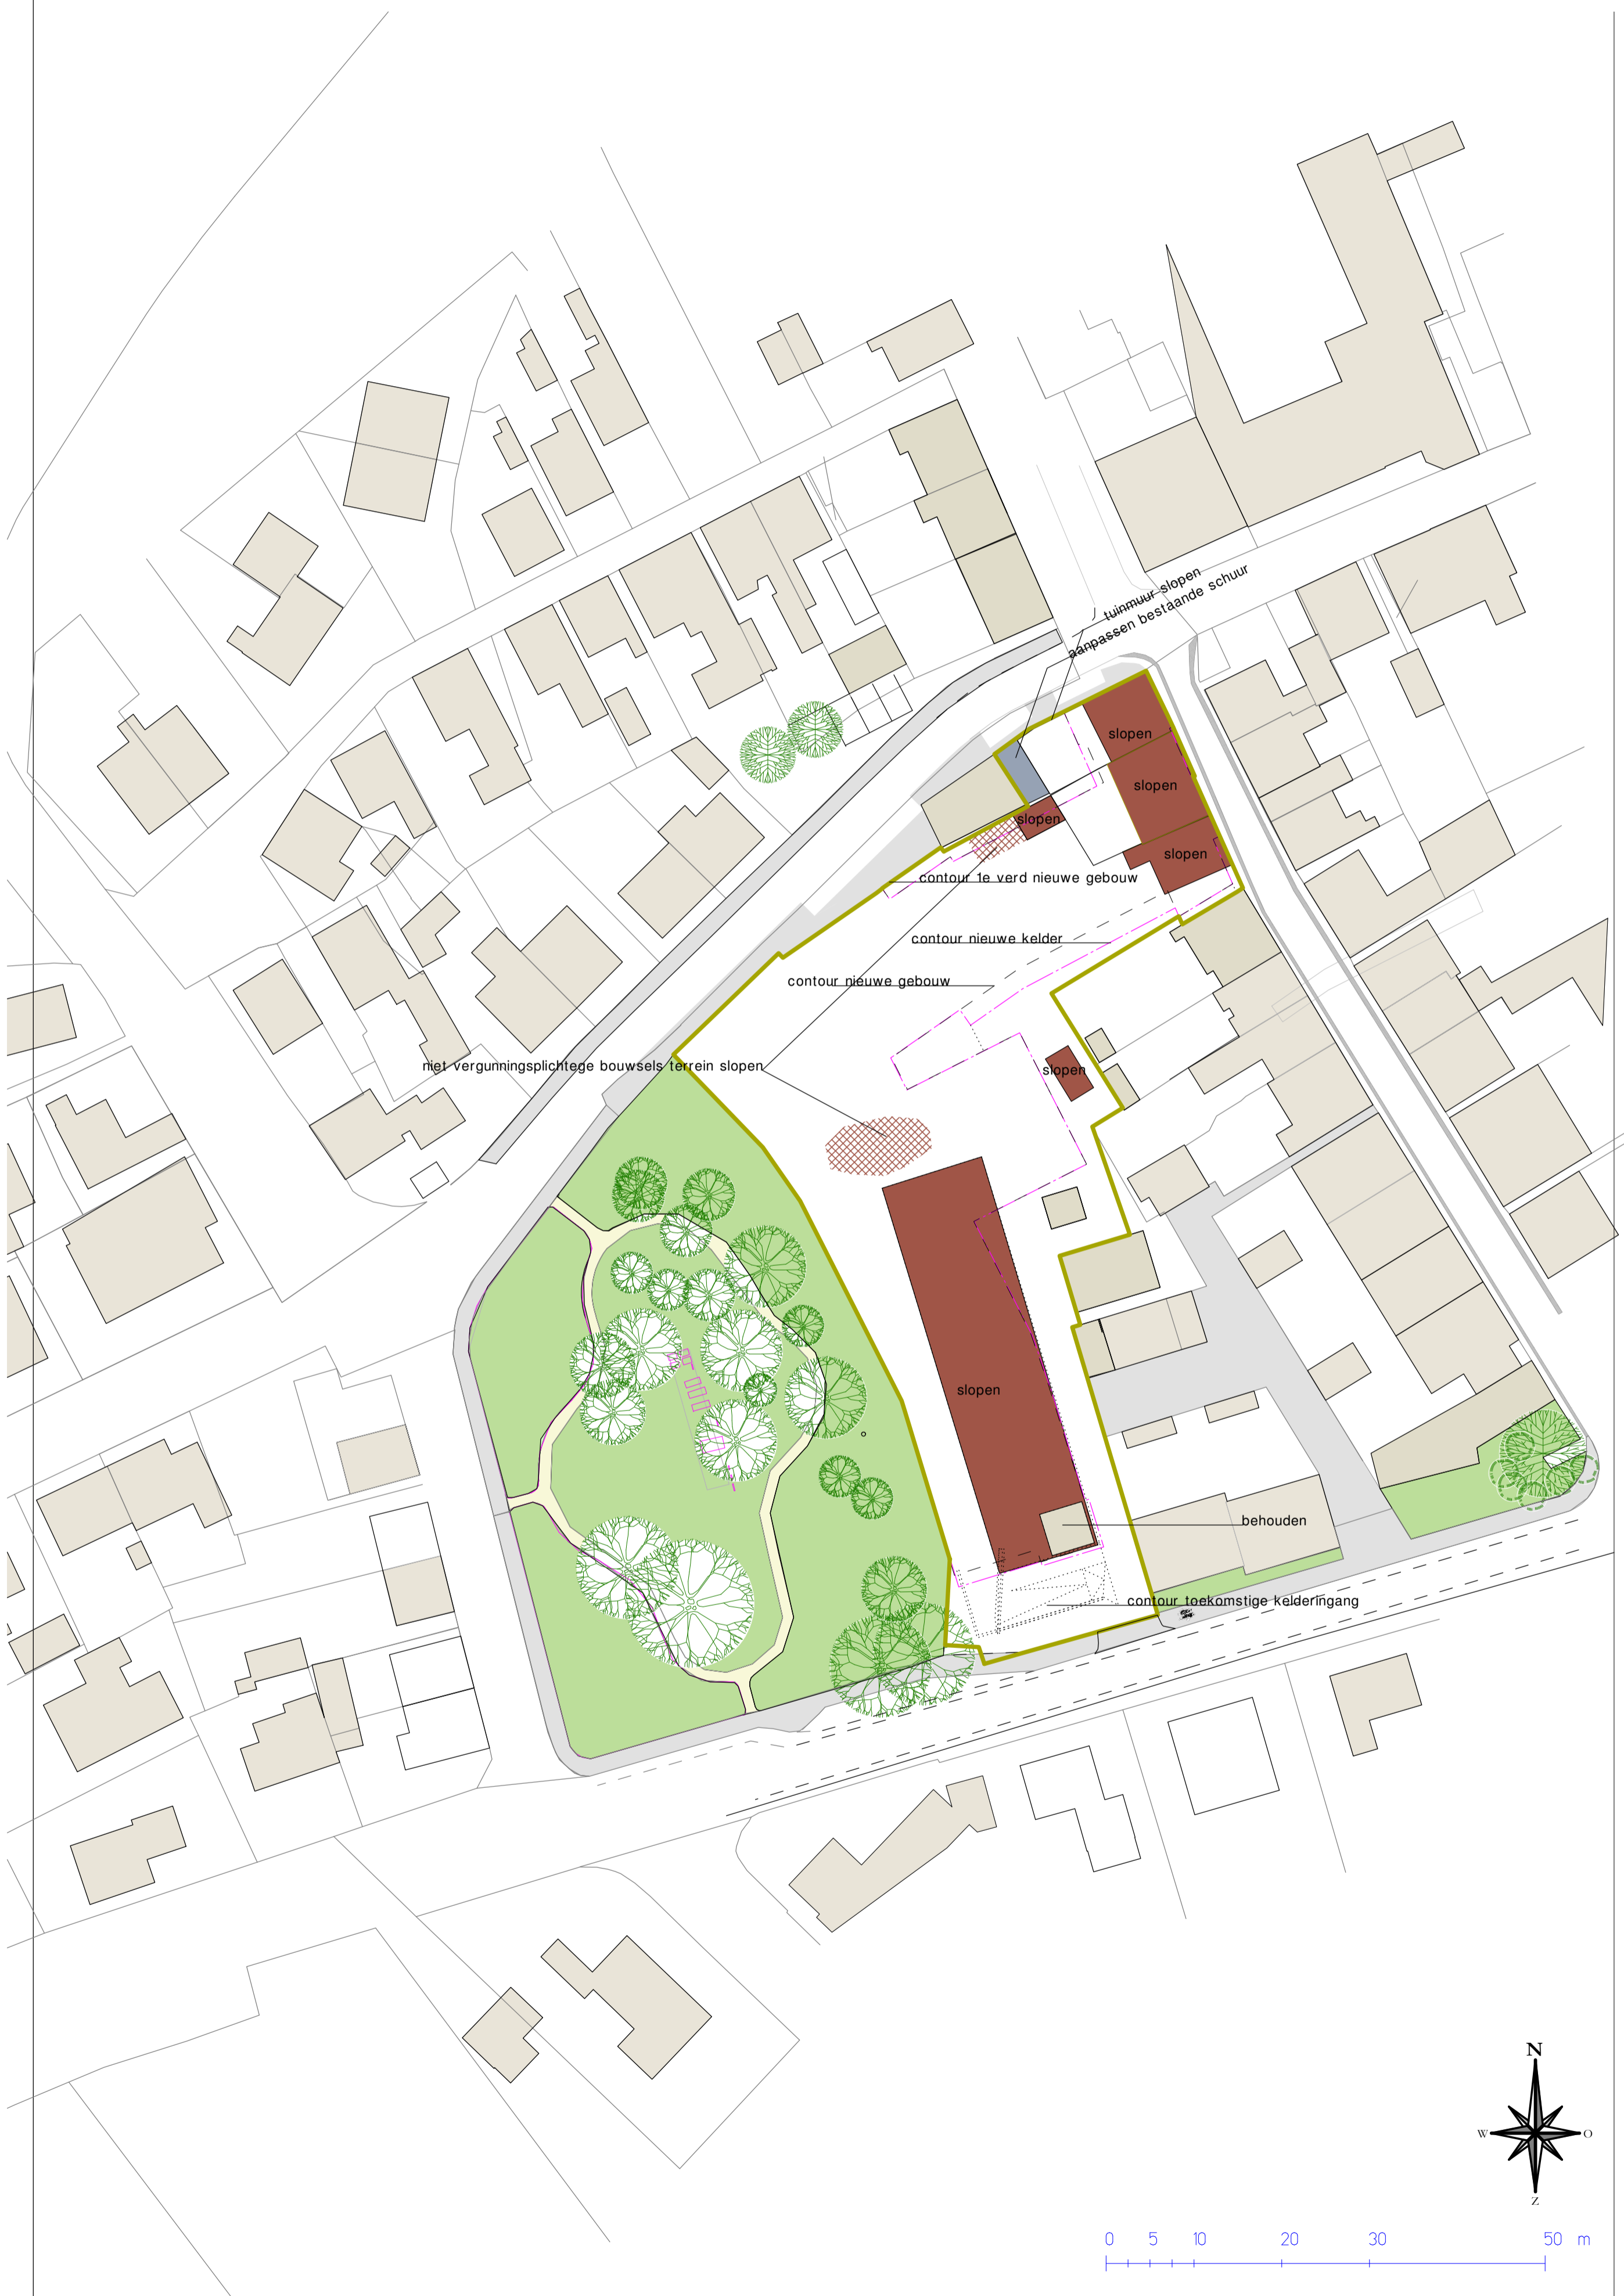 tuinmuur slopen
aanpassen bestaande schuur
slopen
slopen
slopen
slopen
contour 1e verd nieuwe gebouw
contour nieuwe kelder
contour nieuwe gebouw
niet vergunningsplichtege bouwsels terrein slopen
slopen
slopen
behouden
contour toekomstige kelderingang
N
W
O
Z
0 5 10 20 30 50 m